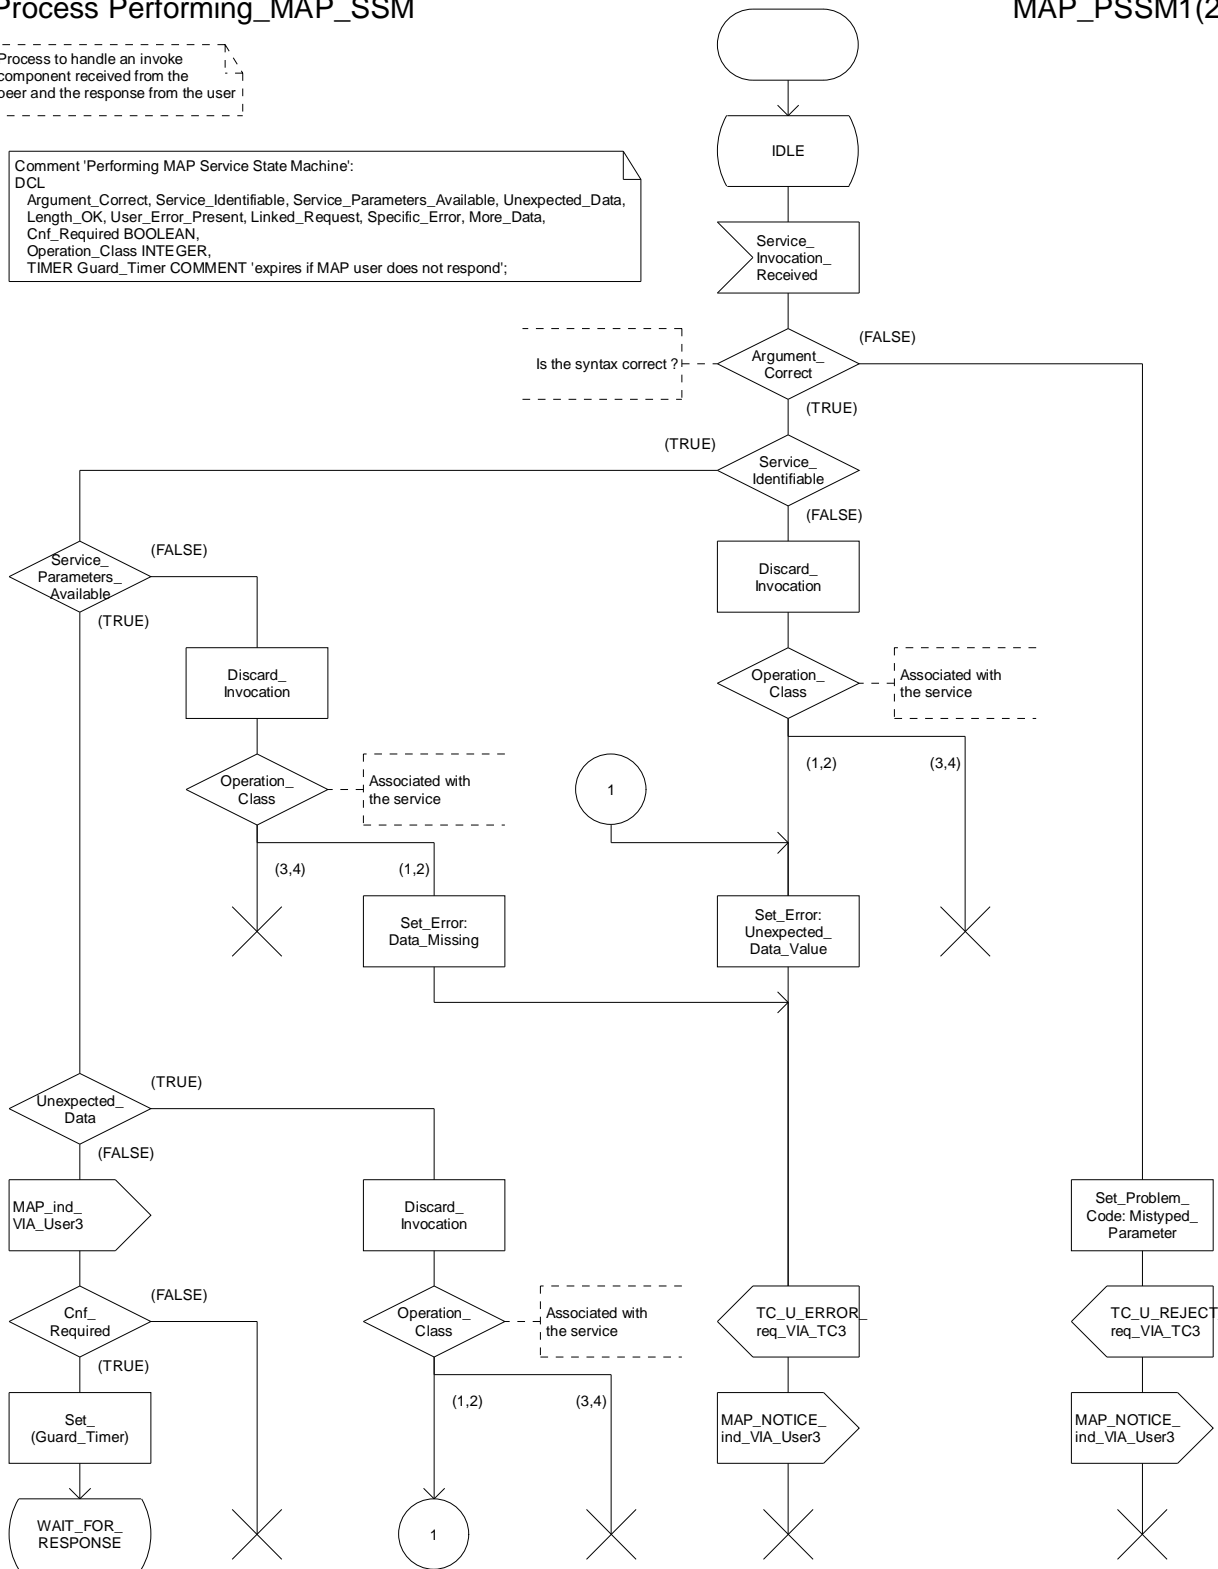 Process Performing_MAP_SSM
MAP_PSSM1(2
Process to handle an invoke
component received from the
peer and the response from the user
Comment 'Performing MAP Service State Machine':
DCL
Argument_Correct, Service_Identifiable, Service_Parameters_Available, Unexpected_Data,
Length_OK, User_Error_Present, Linked_Request, Specific_Error, More_Data,
Cnf_Required BOOLEAN,
Operation_Class INTEGER,
TIMER Guard_Timer COMMENT 'expires if MAP user does not respond';
IDLE
Service_
Invocation_
Received
Is the syntax correct ?
Argument_
Correct
(FALSE)
(TRUE)
(TRUE)
Service_
Identifiable
(FALSE)
Service_
Parameters_
Available
(FALSE)
(TRUE)
Discard_
Invocation
Discard_
Invocation
Operation_
Class
Associated with
the service
Operation_
Class
Associated with
the service
1
(1,2)
(3,4)
(3,4)
(1,2)
Set_Error:
Data_Missing
Set_Error:
Unexpected_
Data_Value
Unexpected_
Data
(TRUE)
(FALSE)
MAP_ind_
VIA_User3
Discard_
Invocation
Set_Problem_
Code: Mistyped_
Parameter
Cnf_
Required
(FALSE)
(TRUE)
Operation_
Class
Associated with
the service
TC_U_ERROR_
req_VIA_TC3
TC_U_REJECT
req_VIA_TC3
(1,2)
(3,4)
Set_
(Guard_Timer)
MAP_NOTICE_
ind_VIA_User3
MAP_NOTICE_
ind_VIA_User3
WAIT_FOR_
RESPONSE
1